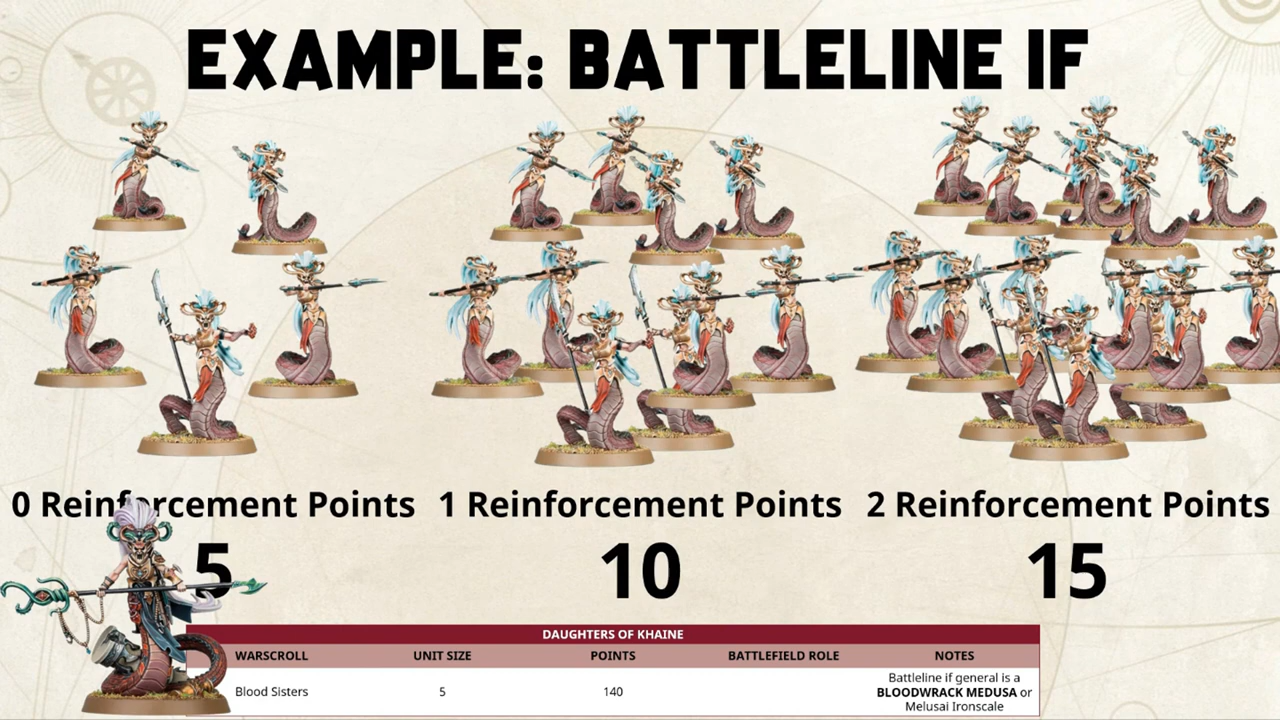 EXAMPLE: BATTLELINE IF
0 Reinforcement Points
1 Reinforcement Points
2 Reinforcement Points
5
10
15
DAUGHTERS OF KHAINE
WARSCROLL UNIT SIZE POINTS BATTLEFIELD ROLE NOTES
Blood Sisters 5 140 Battleline if general is a
BLOODWRACK MEDUSA or
Melusai Ironscale